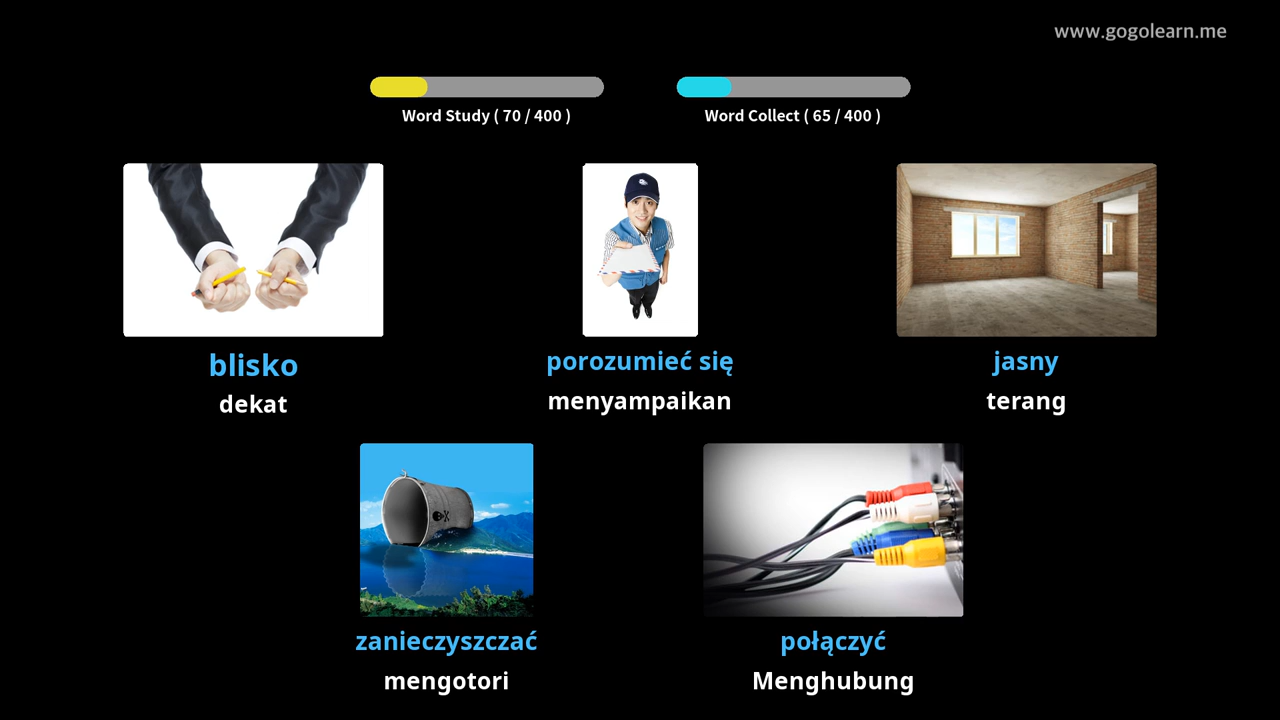 www.gogolearn.me
Word Study ( 70 / 400 )
Word Collect ( 65 / 400 )
blisko
dekat
porozumieć się
menyampaikan
jasny
terang
zanieczyszczać
mengotori
połączyć
Menghubung